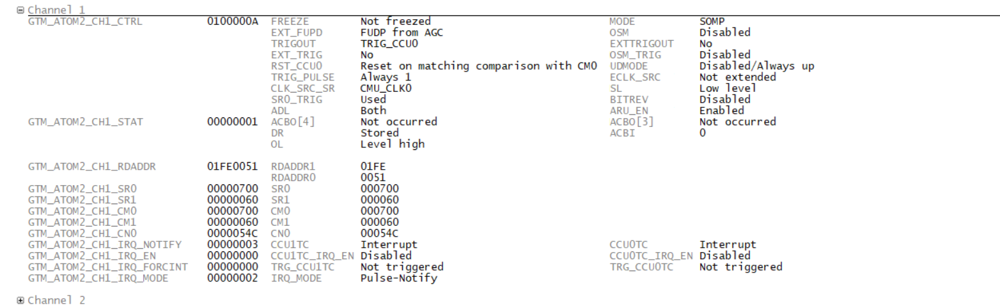 Channel 1
GTM_ATOM2_CH1_CTRL 0100000A FREEZE Not freezed MODE SOMP
EXT_FUPD FUDP from AGC OSM Disabled
TRIGOUT TRIG_CCU0 EXTTRIGOUT No
EXT_TRIG No OSM_TRIG Disabled
RST_CCU0 Reset on matching comparison with CM0 UDMODE Disabled/Always up
TRIG_PULSE Always 1 ECLK_SRC Not extended
CLK_SRC_SR CMU_CLK0 SL Low level
SR0_TRIG Used BITREV Disabled
ADL Both ARU_EN Enabled
GTM_ATOM2_CH1_STAT 00000001 ACBO[4] Not occurred ACBO[3] Not occurred
DR Stored ACBI 0
OL Level high
GTM_ATOM2_CH1_RDADDR 01FE0051 RDADDR1 01FE
RDADDR0 0051
GTM_ATOM2_CH1_SR0 00000700 SR0 000700
GTM_ATOM2_CH1_SR1 00000060 SR1 000060
GTM_ATOM2_CH1_CM0 00000700 CM0 000700
GTM_ATOM2_CH1_CM1 00000060 CM1 000060
GTM_ATOM2_CH1_CN0 0000054C CN0 00054C
GTM_ATOM2_CH1_IRQ_NOTIFY 00000003 CCU1TC Interrupt CCU0TC Interrupt
GTM_ATOM2_CH1_IRQ_EN 00000000 CCU1TC_IRQ_EN Disabled CCU0TC_IRQ_EN Disabled
GTM_ATOM2_CH1_IRQ_FORCINT 00000000 TRG_CCU1TC Not triggered TRG_CCU0TC Not triggered
GTM_ATOM2_CH1_IRQ_MODE 00000002 IRQ_MODE Pulse-Notify
Channel 2